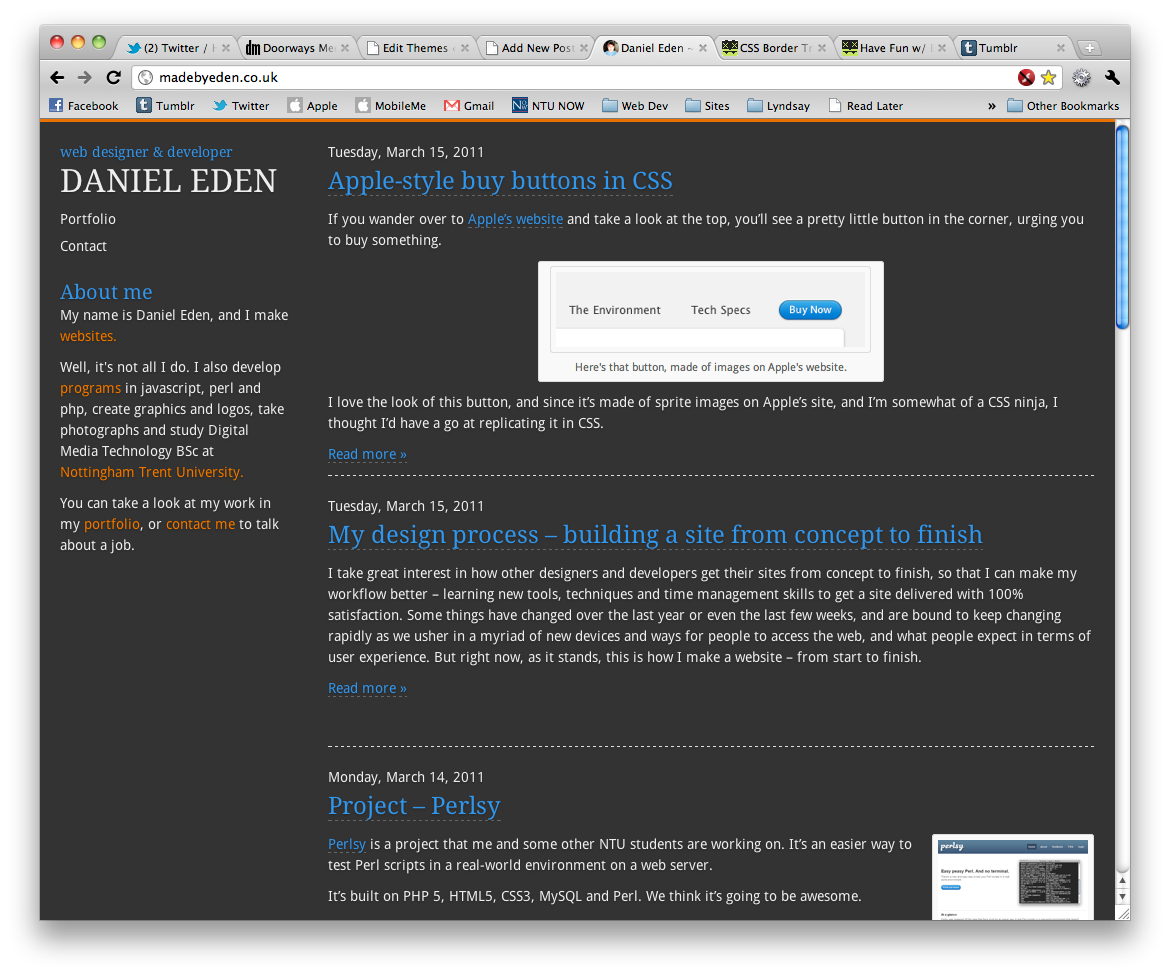 (2) Twitter /
Doorways Me
Edit Themes
Add New Post
Daniel Eden ~
CSS Border Tr
Have Fun w/
Tumblr
madebyeden.co.uk
Facebook
Tumblr
Twitter
Apple
MobileMe
Gmail
NTU NOW
Web Dev
Sites
Lyndsay
Read Later
»
Other Bookmarks
web designer & developer
DANIEL EDEN
Portfolio
Contact
About me
My name is Daniel Eden, and I make
websites.
Well, it's not all I do. I also develop
programs in javascript, perl and
php, create graphics and logos, take
photographs and study Digital
Media Technology BSc at
Nottingham Trent University.
You can take a look at my work in
my portfolio, or contact me to talk
about a job.
Tuesday, March 15, 2011
Apple-style buy buttons in CSS
If you wander over to Apple’s website and take a look at the top, you’ll see a pretty little button in the corner, urging you
to buy something.
The Environment
Tech Specs
Buy Now
Here's that button, made of images on Apple's website.
I love the look of this button, and since it’s made of sprite images on Apple’s site, and I’m somewhat of a CSS ninja, I
thought I’d have a go at replicating it in CSS.
Read more »
Tuesday, March 15, 2011
My design process – building a site from concept to finish
I take great interest in how other designers and developers get their sites from concept to finish, so that I can make my
workflow better – learning new tools, techniques and time management skills to get a site delivered with 100%
satisfaction. Some things have changed over the last year or even the last few weeks, and are bound to keep changing
rapidly as we usher in a myriad of new devices and ways for people to access the web, and what people expect in terms of
user experience. But right now, as it stands, this is how I make a website – from start to finish.
Read more »
Monday, March 14, 2011
Project – Perlsy
Perlsy is a project that me and some other NTU students are working on. It’s an easier way to
test Perl scripts in a real-world environment on a web server.
It’s built on PHP 5, HTML5, CSS3, MySQL and Perl. We think it’s going to be awesome.
perlsy
Easy peasy Perl. And no terminal.
At a glance